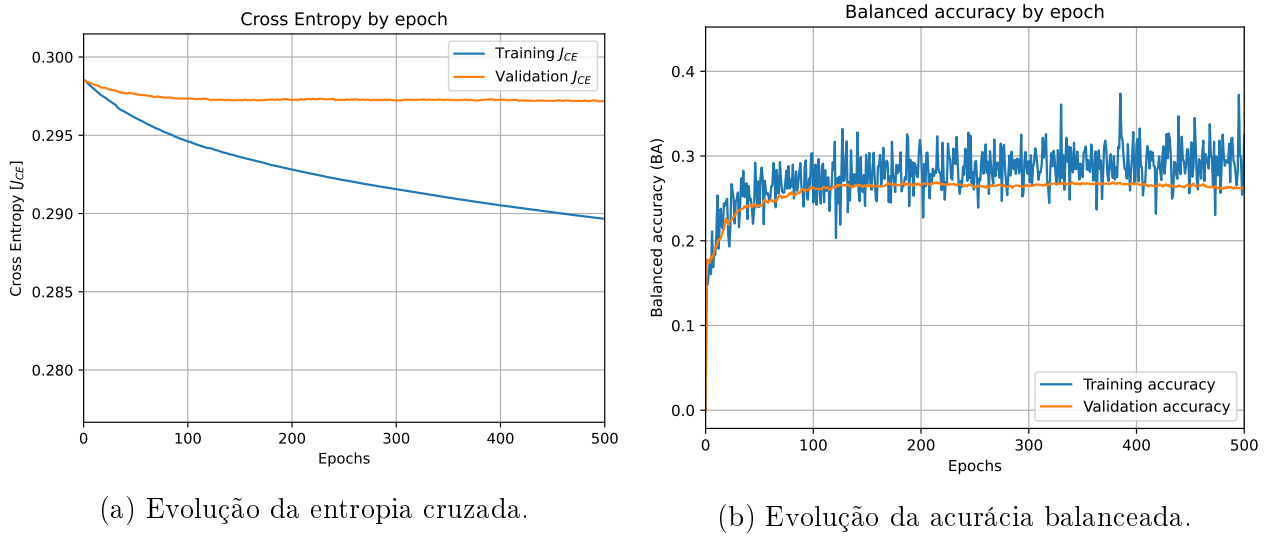 Cross Entropy by epoch
Cross Entropy [J_CE]
0.300
0.295
0.290
0.285
0.280
Training J_CE
Validation J_CE
0 100 200 300 400 500
Epochs
(a) Evolução da entropia cruzada.
Balanced accuracy by epoch
Balanced accuracy (BA)
0.4
0.3
0.2
0.1
0.0
Training accuracy
Validation accuracy
0 100 200 300 400 500
Epochs
(b) Evolução da acurácia balanceada.